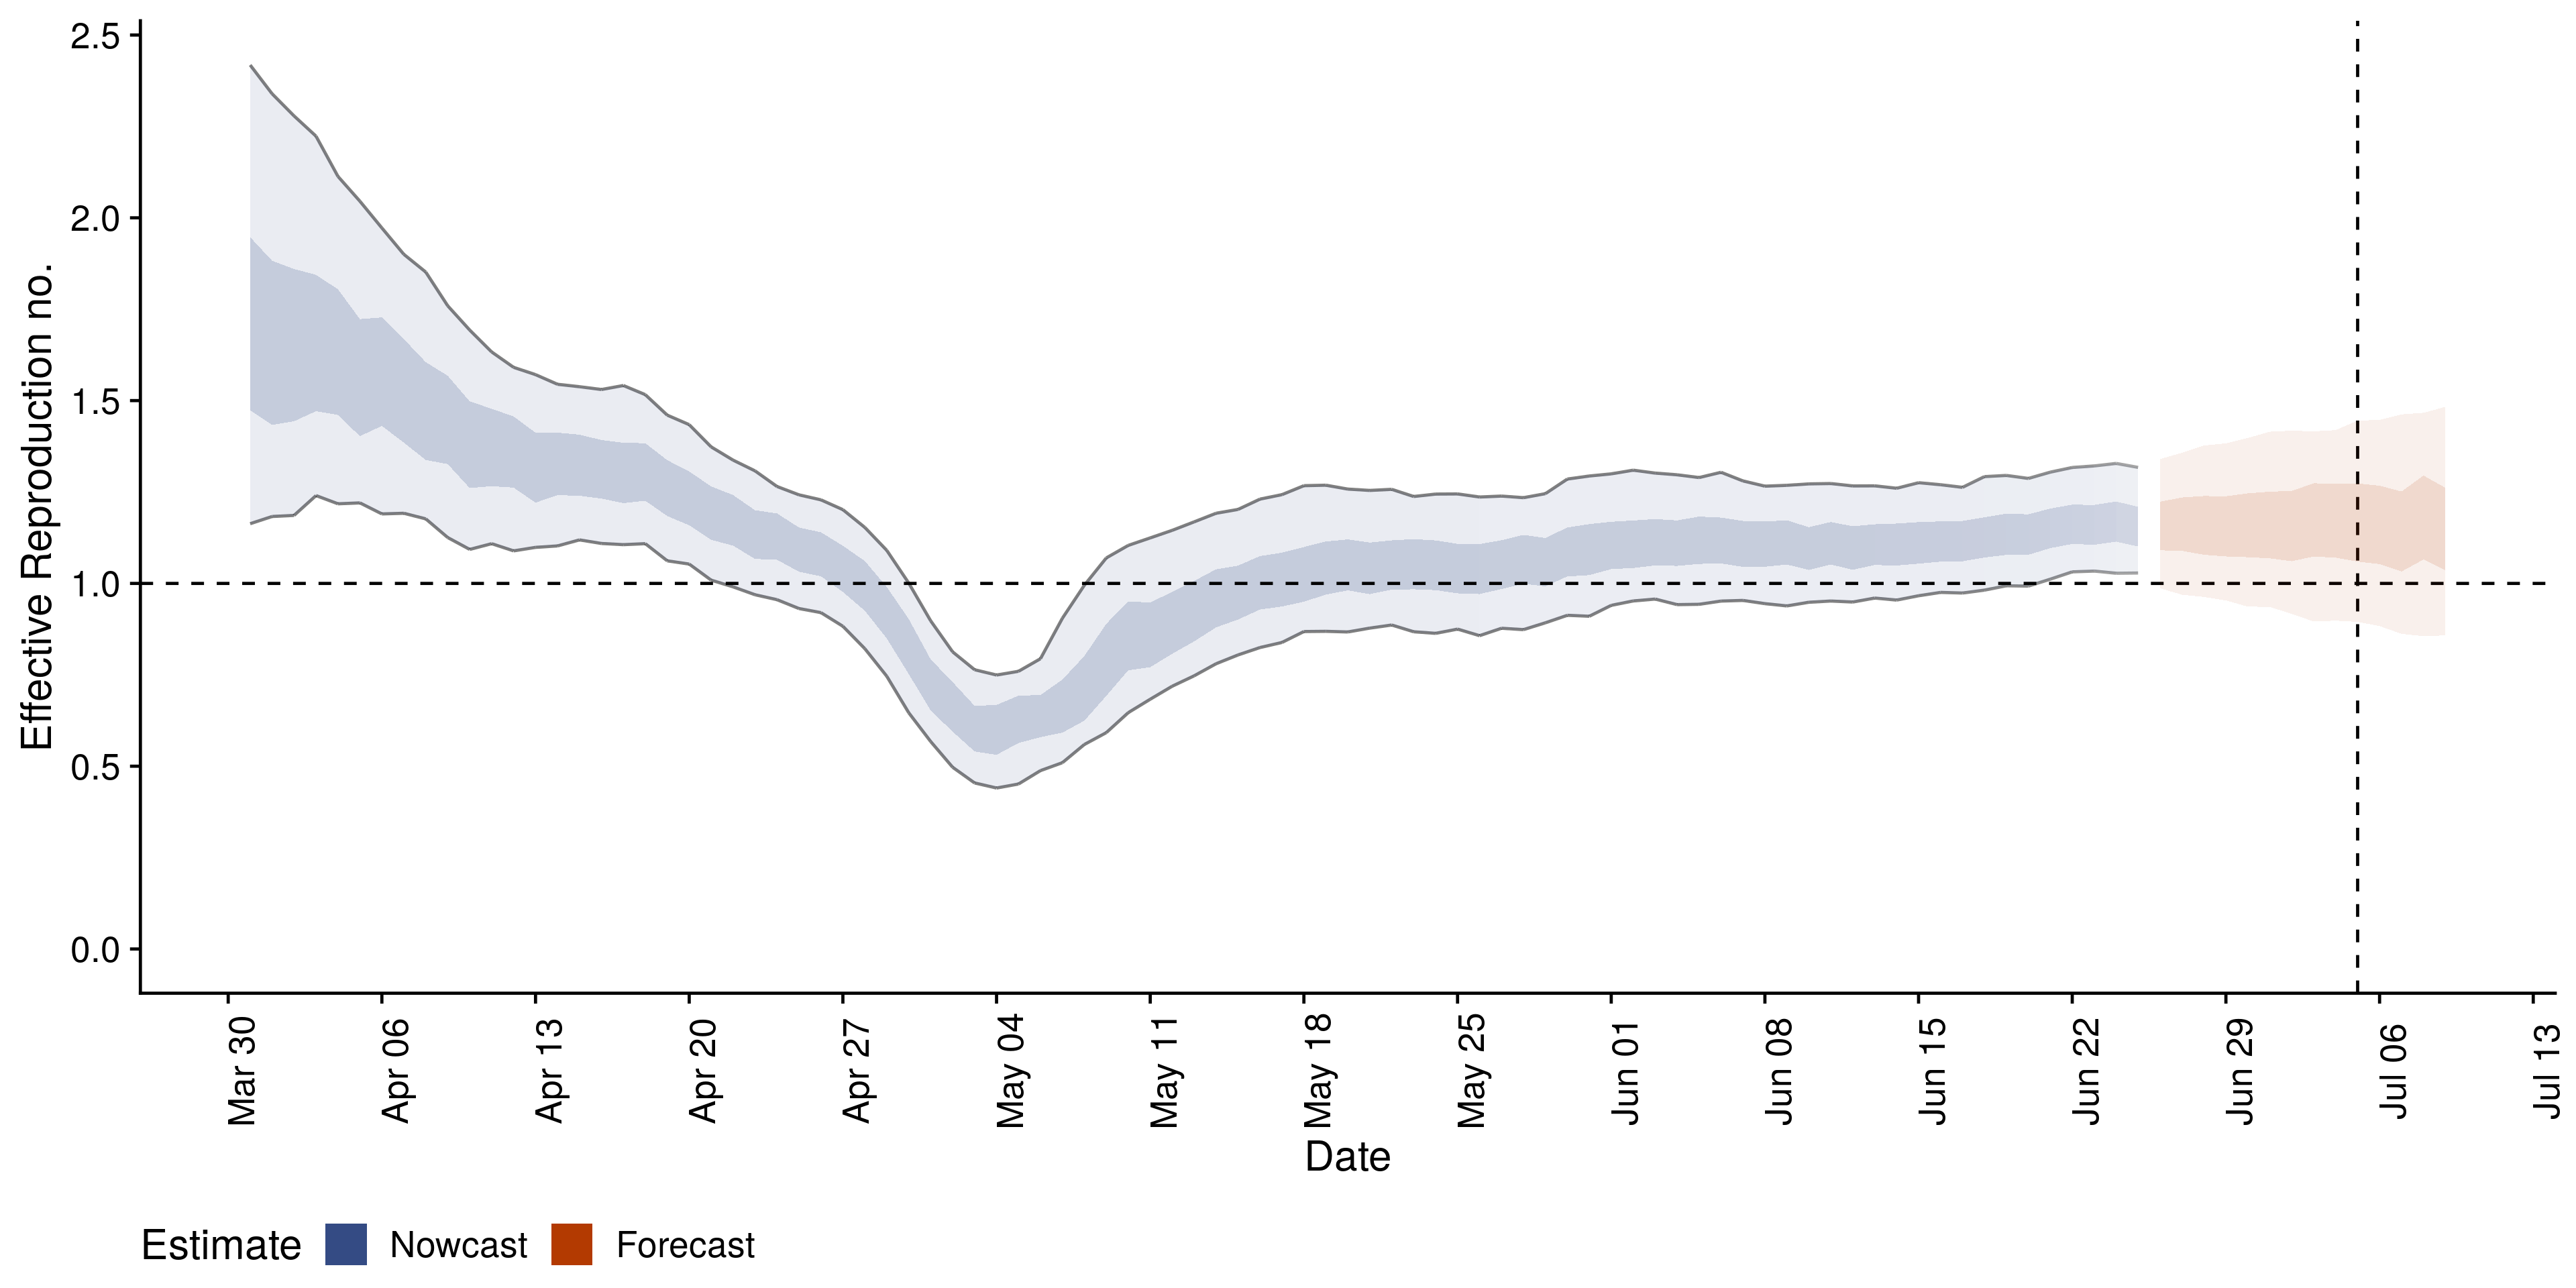 Effective Reproduction no.
2.5
2.0
1.5
1.0
0.5
0.0
Mar 30
Apr 06
Apr 13
Apr 20
Apr 27
May 04
May 11
May 18
May 25
Jun 01
Jun 08
Jun 15
Jun 22
Jun 29
Jul 06
Jul 13
Date
Estimate Nowcast Forecast